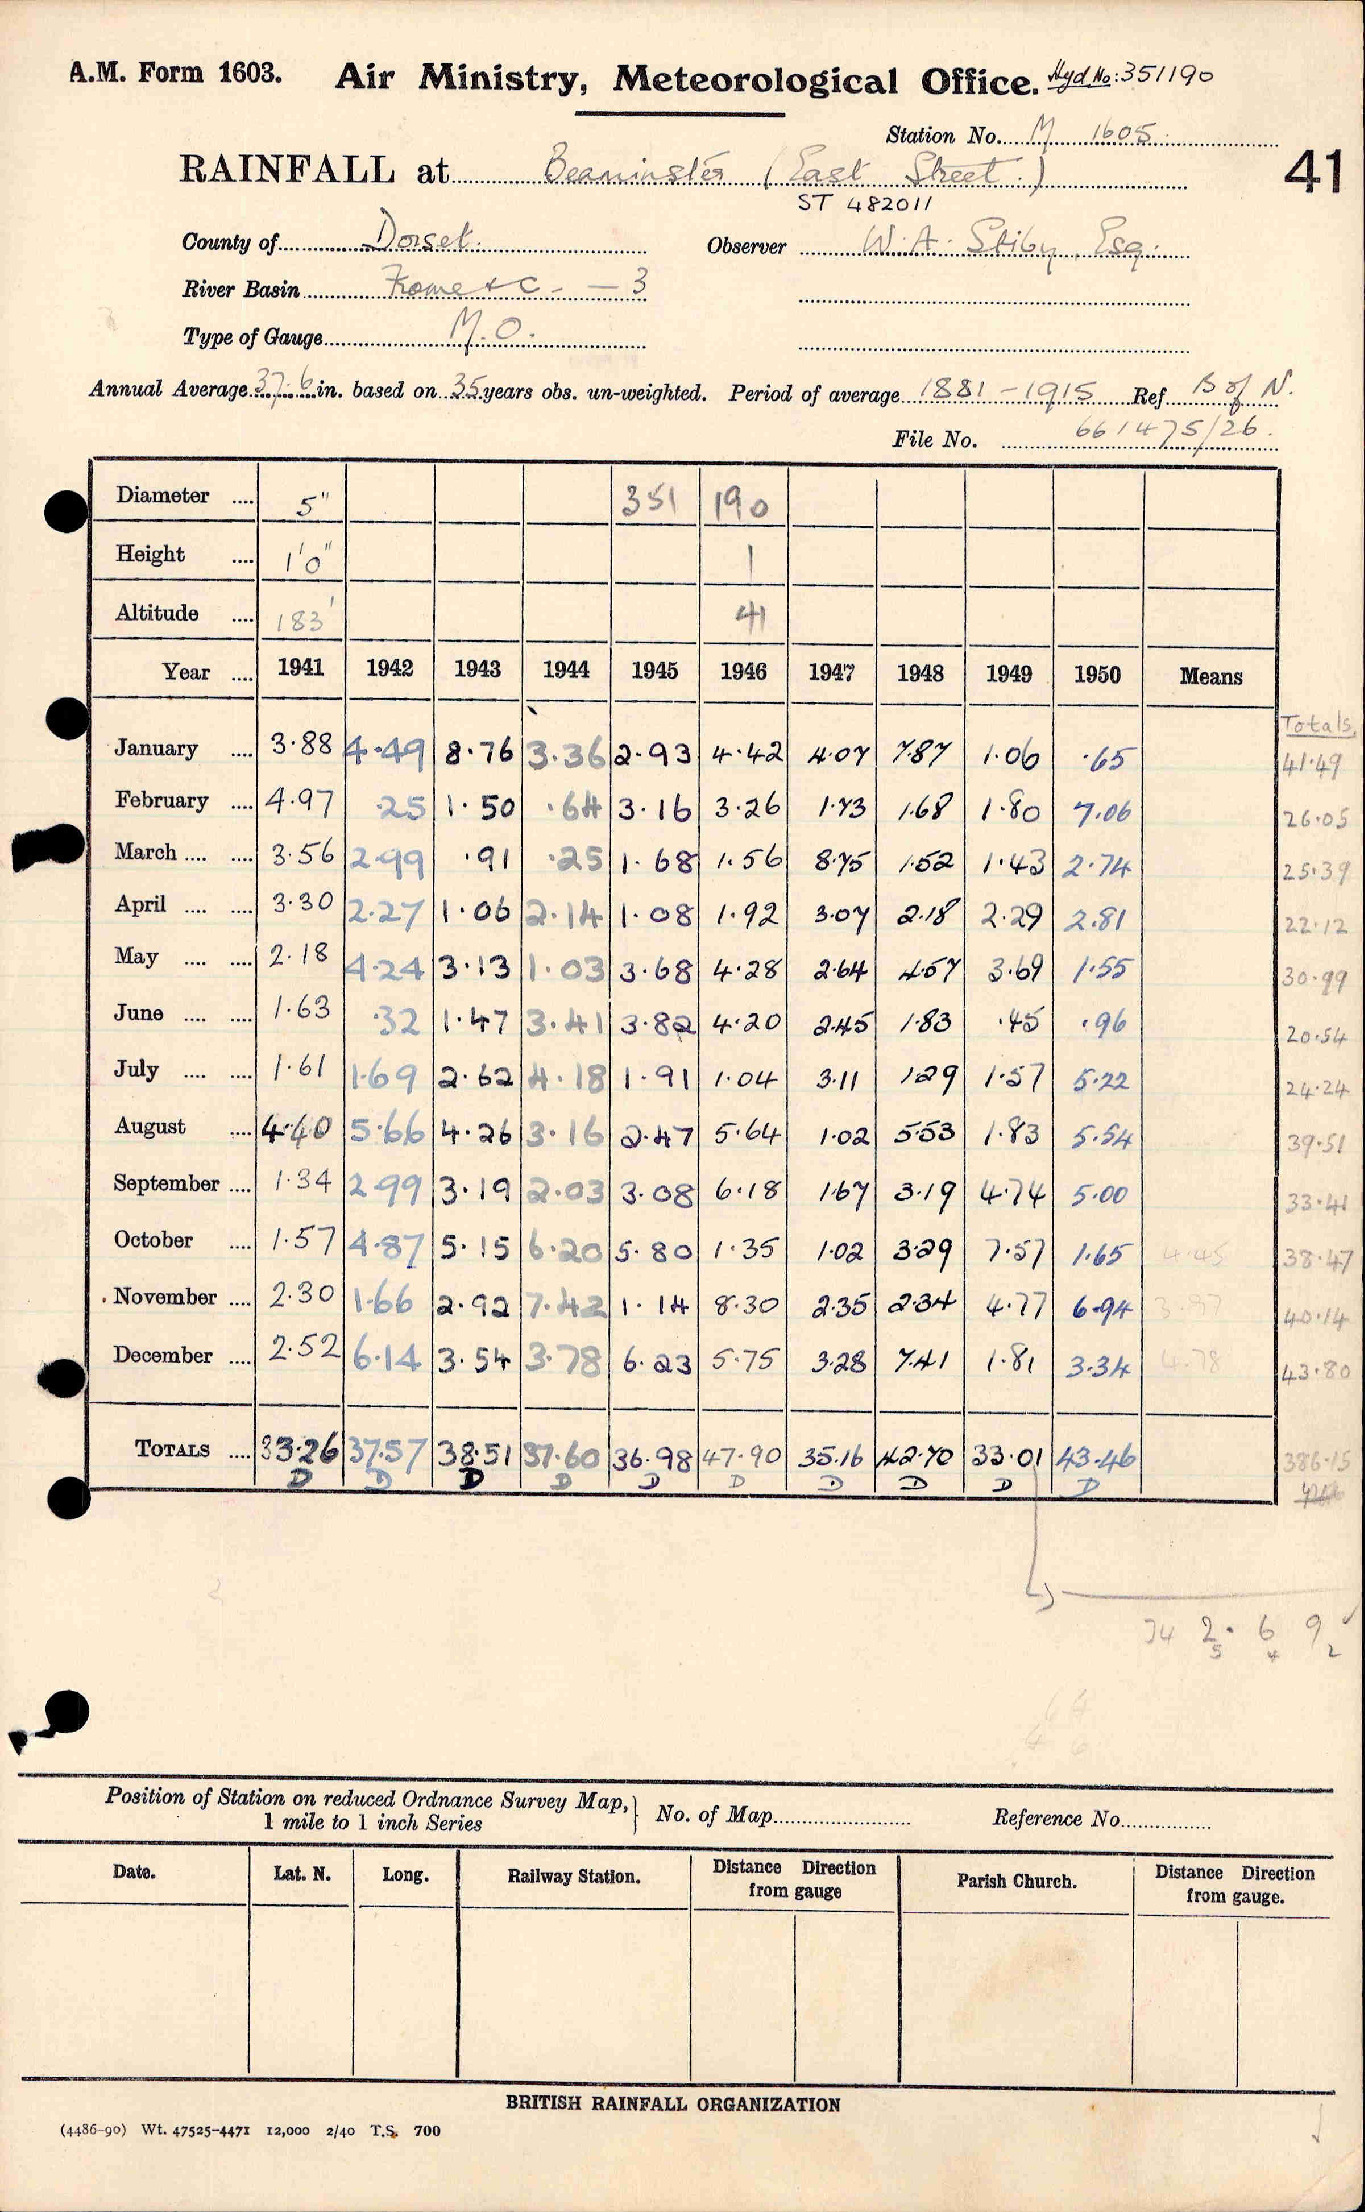 A.M. Form 1603. Air Ministry, Meteorological Office. Hyd. No: 351190
Station No. M 1605
RAINFALL at Beaminster (East Street.) 41
ST 482011
County of Dorset. Observer W. A. Stiby, Esq.
River Basin Frome & C. — 3
Type of Gauge M.O.
Annual Average 37.6 in. based on 35 years obs. un-weighted. Period of average 1881-1915 Ref B of N.
File No. 661475/26.
Diameter .... 5" 351 190
Height .... 1'0" 1
Altitude .... 183' 41
Year .... 1941 1942 1943 1944 1945 1946 1947 1948 1949 1950 Means
Totals
January .... 3.88 4.49 8.76 3.36 2.93 4.42 4.07 7.87 1.06 .65 41.49
February .... 4.97 .25 1.50 .64 3.16 3.26 1.73 1.68 1.80 7.06 26.05
March .... .... 3.56 2.99 .91 .25 1.68 1.56 8.75 1.52 1.43 2.74 25.39
April .... .... 3.30 2.27 1.06 2.14 1.08 1.92 3.07 2.18 2.29 2.81 22.12
May .... .... 2.18 4.24 3.13 1.03 3.68 4.28 2.64 4.57 3.69 1.55 30.99
June .... .... 1.63 .32 1.47 3.41 3.82 4.20 2.45 1.83 .45 .96 20.54
July .... .... 1.61 1.69 2.62 4.18 1.91 1.04 3.11 1.29 1.57 5.22 24.24
August .... 4.40 5.66 4.26 3.16 2.47 5.64 1.02 5.53 1.83 5.54 39.51
September .... 1.34 2.99 3.19 2.03 3.08 6.18 1.67 3.19 4.74 5.00 33.41
October .... 1.57 4.87 5.15 6.20 5.80 1.35 1.02 3.29 7.57 1.65 4.45 38.47
November .... 2.30 1.66 2.92 7.42 1.14 8.30 2.35 2.34 4.77 6.94 3.97 40.14
December .... 2.52 6.14 3.54 3.78 6.23 5.75 3.28 7.41 1.81 3.34 4.78 43.80
TOTALS .... 33.26 37.57 38.51 37.60 36.98 47.90 35.16 42.70 33.01 43.46 386.15
D D D D D D D D D D
34 2. 6 9
5 4 2
Position of Station on reduced Ordnance Survey Map,
1 mile to 1 inch Series
No. of Map Reference No.
Date. Lat. N. Long. Railway Station. Distance Direction from gauge Parish Church. Distance Direction from gauge.
BRITISH RAINFALL ORGANIZATION
(4486-90) Wt. 47525-4471 12,000 2/40 T.S. 700